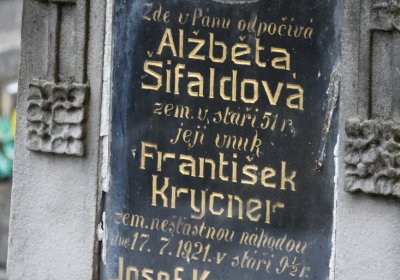 Zde v Pánu odpočívá
Alžběta
Šifaldová
zem. v. stáří 51 r.
její vnuk
František
Krycner
zem. nešťastnou náhodou
dne 17. 7. 1921. v stáří 9½ r.
Josef